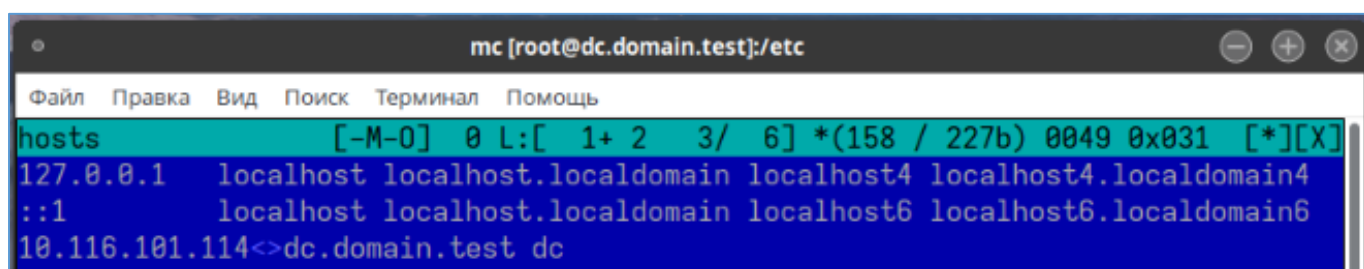 mc [root@dc.domain.test]:/etc
Файл Правка Вид Поиск Терминал Помощь
hosts [-M-O] 0 L:[ 1+ 2 3/ 6] *(158 / 227b) 0049 0x031 [*][X]
127.0.0.1 localhost localhost.localdomain localhost4 localhost4.localdomain4
::1 localhost localhost.localdomain localhost6 localhost6.localdomain6
10.116.101.114<>dc.domain.test dc